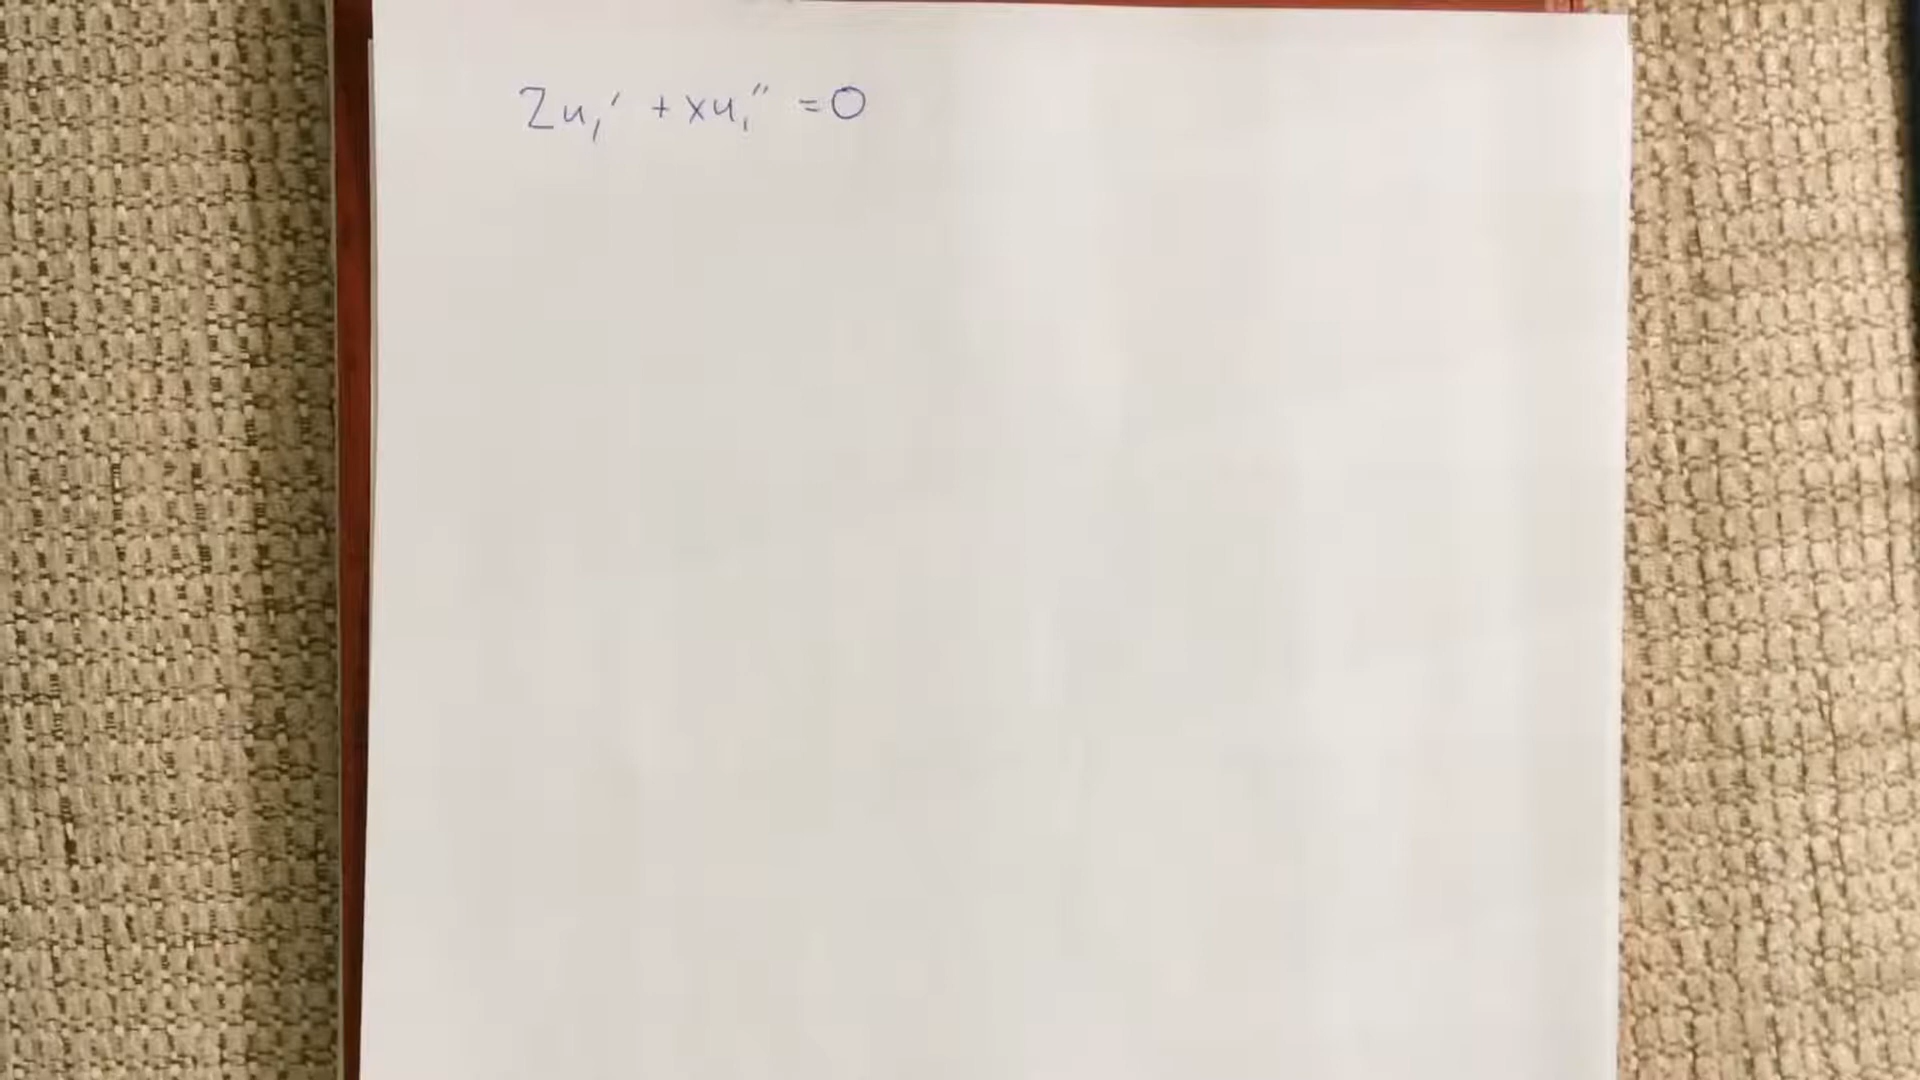 2u₁' + xu₁'' = 0